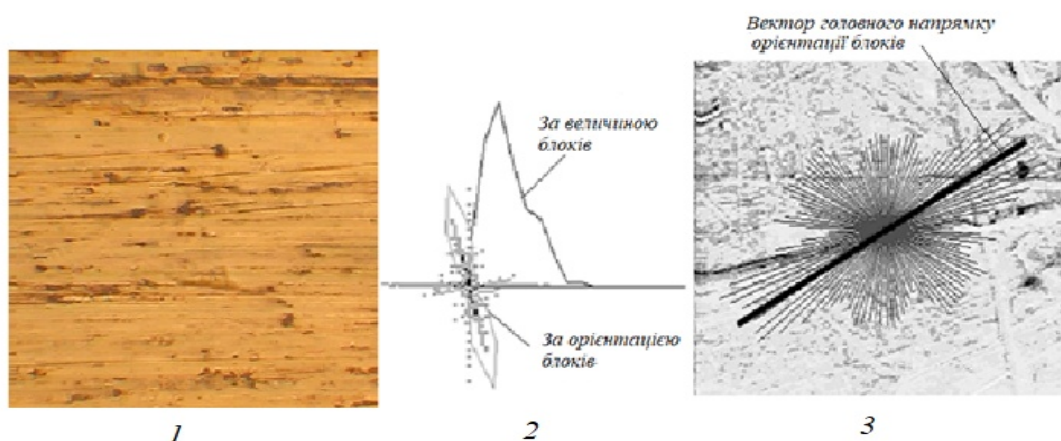 Вектор головного напрямку
орієнтації блоків
За величиною
блоків
За орієнтацією
блоків
1
2
3